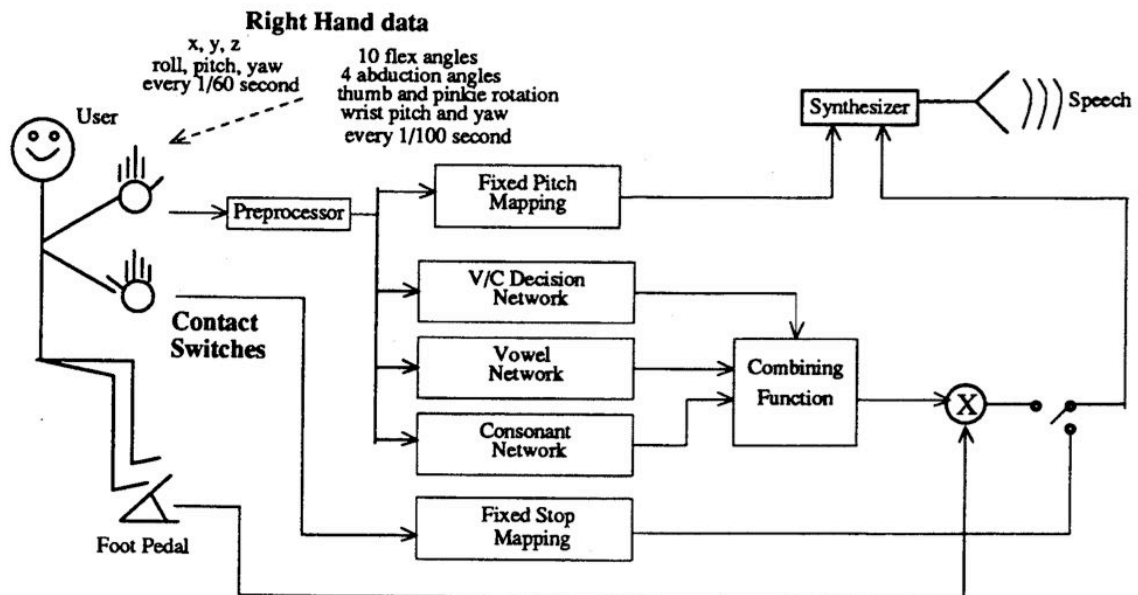 Right Hand data
x, y, z
roll, pitch, yaw
every 1/60 second
10 flex angles
4 abduction angles
thumb and pinkie rotation
wrist pitch and yaw
every 1/100 second
User
Synthesizer
Speech
Preprocessor
Fixed Pitch
Mapping
V/C Decision
Network
Contact
Switches
Vowel
Network
Combining
Function
X
Consonant
Network
Fixed Stop
Mapping
Foot Pedal